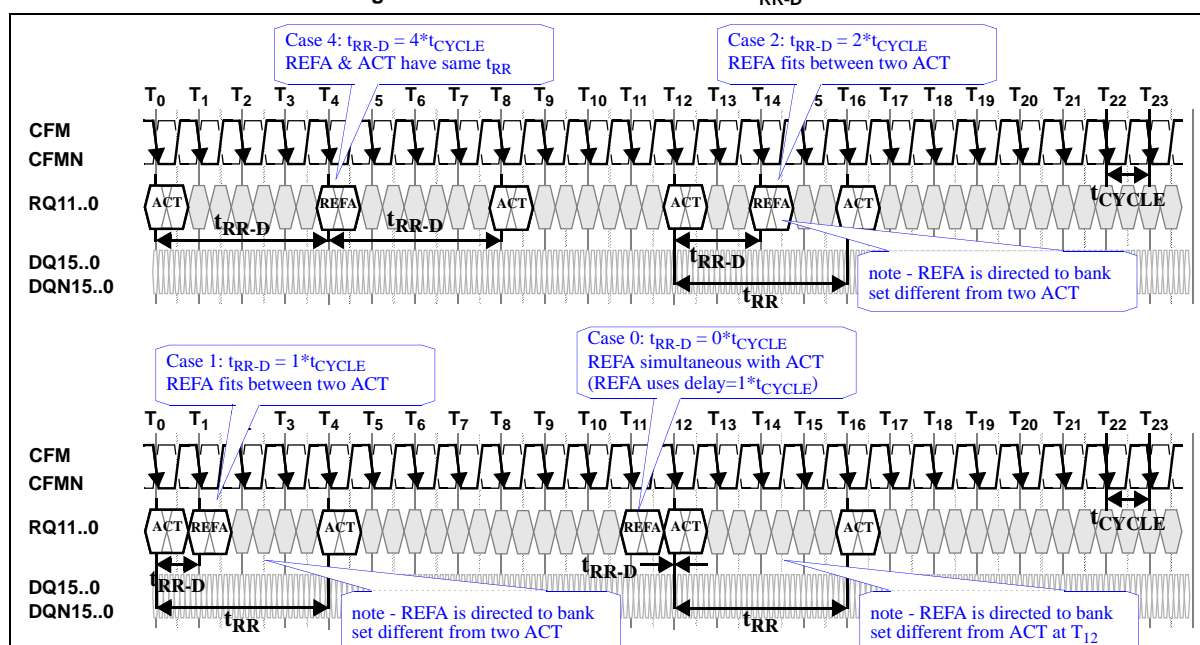 tRR-D
Case 4: tRR-D = 4*tCYCLE
REFA & ACT have same tRR
Case 2: tRR-D = 2*tCYCLE
REFA fits between two ACT
T0 T1 T2 T3 T4 5 T6 T7 T8 T9 T10 T11 T12 T13 T14 5 T16 T17 T18 T19 T20 T21 T22 T23
CFM
CFMN
RQ11..0 ACT REFA ACT ACT REFA ACT tCYCLE
tRR-D tRR-D tRR-D
DQ15..0
DQN15..0
tRR
note - REFA is directed to bank
set different from two ACT
Case 1: tRR-D = 1*tCYCLE
REFA fits between two ACT
Case 0: tRR-D = 0*tCYCLE
REFA simultaneous with ACT
(REFA uses delay=1*tCYCLE)
T0 T1 T3 T4 T5 T6 T7 T8 T9 T10 T11 12 T13 T14 T15 T16 T17 T18 T19 T20 T21 T22 T23
CFM
CFMN
RQ11..0 ACT REFA ACT REFA ACT ACT tCYCLE
tRR-D tRR-D
DQ15..0
DQN15..0
tRR tRR
note - REFA is directed to bank
set different from two ACT
note - REFA is directed to bank
set different from ACT at T12